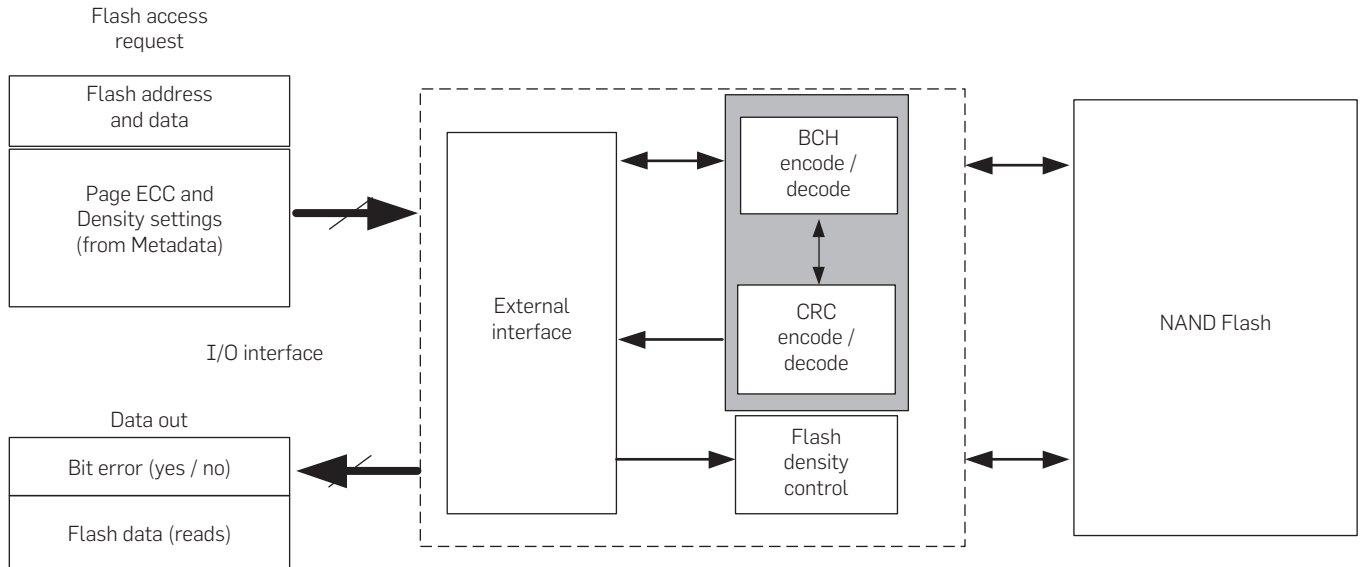 Flash access
request
Flash address
and data
Page ECC and
Density settings
(from Metadata)
I/O interface
Data out
Bit error (yes / no)
Flash data (reads)
External
interface
BCH
encode /
decode
CRC
encode /
decode
Flash
density
control
NAND Flash